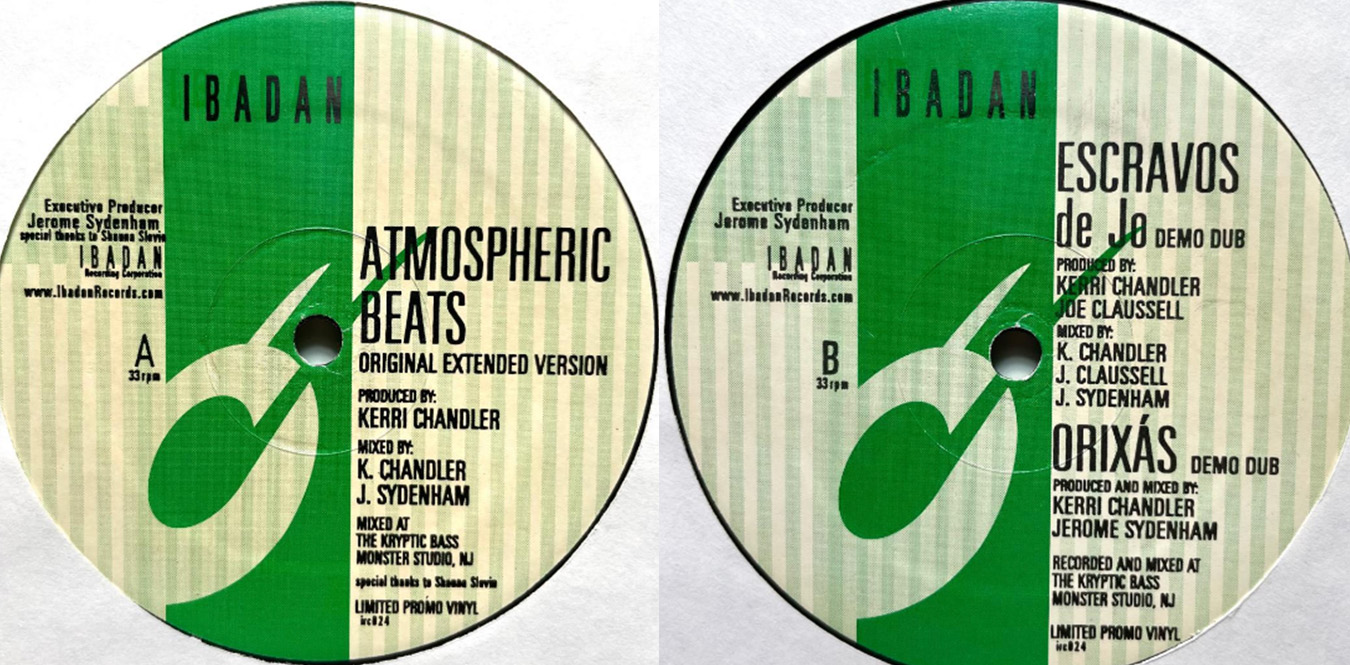 IBADAN
Executive Producer
Jerome Sydenham
special thanks to Shanna Slevin
IBADAN
Recording Corporation
www.IbadanRecords.com
A
33rpm
ATMOSPHERIC
BEATS
ORIGINAL EXTENDED VERSION
PRODUCED BY:
KERRI CHANDLER
MIXED BY:
K. CHANDLER
J. SYDENHAM
MIXED AT
THE KRYPTIC BASS
MONSTER STUDIO, NJ
special thanks to Shanna Slevin
LIMITED PROMO VINYL
irc024
IBADAN
Executive Producer
Jerome Sydenham
IBADAN
Recording Corporation
www.IbadanRecords.com
B
33rpm
ESCRAVOS
de Jo DEMO DUB
PRODUCED BY:
KERRI CHANDLER
JOE CLAUSSELL
MIXED BY:
K. CHANDLER
J. CLAUSSELL
J. SYDENHAM
ORIXÁS DEMO DUB
PRODUCED AND MIXED BY:
KERRI CHANDLER
JEROME SYDENHAM
RECORDED AND MIXED AT
THE KRYPTIC BASS
MONSTER STUDIO, NJ
LIMITED PROMO VINYL
irc024